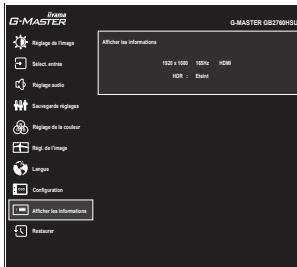 iiyama
G-MASTER
G-MASTER GB2760HSU
Réglage de l'image
Afficher les informations
Sélect. entrée
1920 x 1080 165Hz HDMI
HDR : Eteint
Réglage audio
Sauvegarde réglages
Réglage de la couleur
Régl. de l'image
Langue
Configuration
Afficher les informations
Restaurer